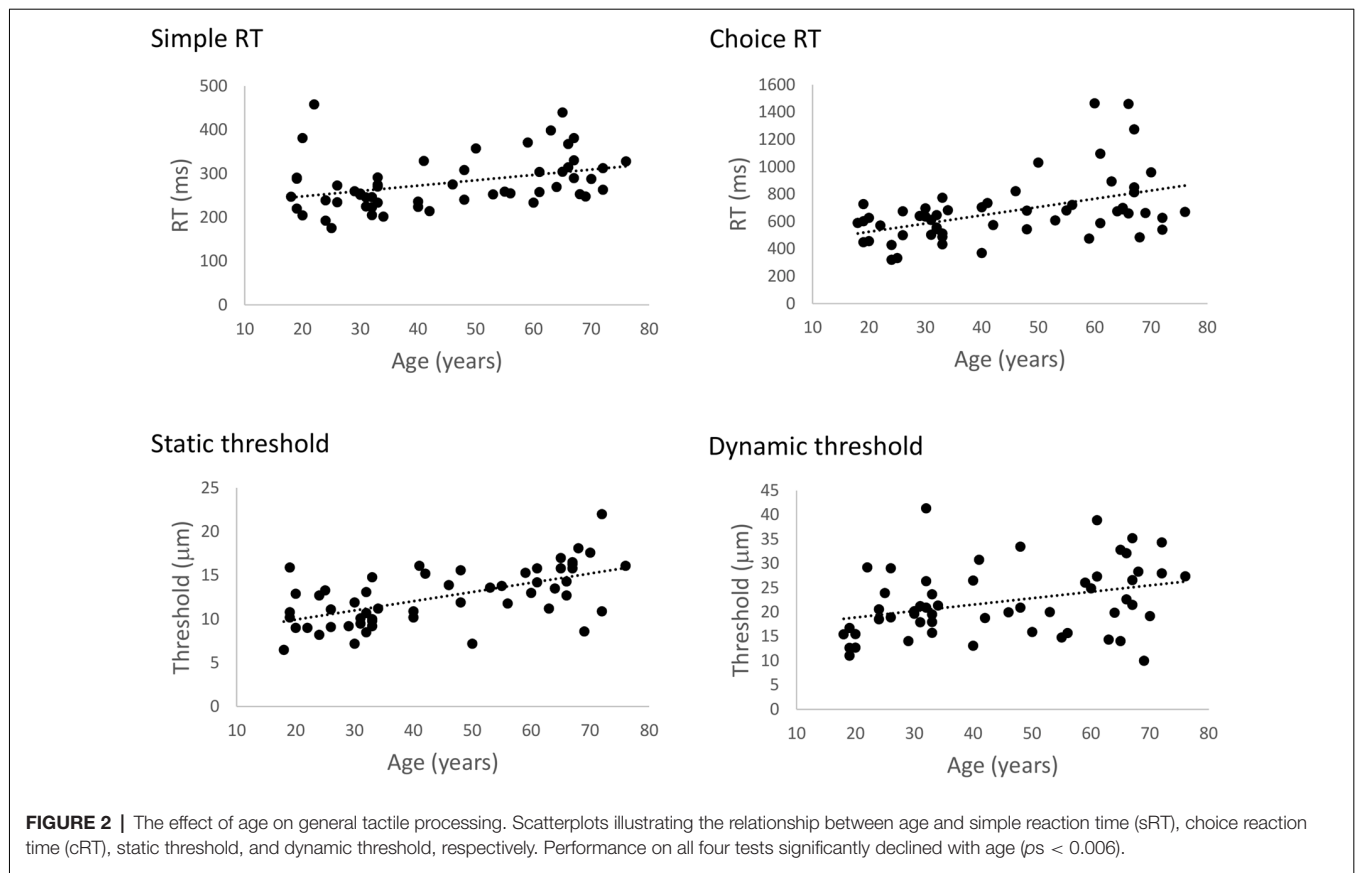 Simple RT
500
400
300
200
100
0
RT (ms)
10 20 30 40 50 60 70 80
Age (years)
Choice RT
1600
1400
1200
1000
800
600
400
200
0
RT (ms)
10 20 30 40 50 60 70 80
Age (years)
Static threshold
25
20
15
10
5
0
Threshold (μm)
10 20 30 40 50 60 70 80
Age (years)
Dynamic threshold
45
40
35
30
25
20
15
10
5
0
Threshold (μm)
10 20 30 40 50 60 70 80
Age (years)
FIGURE 2 | The effect of age on general tactile processing. Scatterplots illustrating the relationship between age and simple reaction time (sRT), choice reaction
time (cRT), static threshold, and dynamic threshold, respectively. Performance on all four tests significantly declined with age (ps < 0.006).